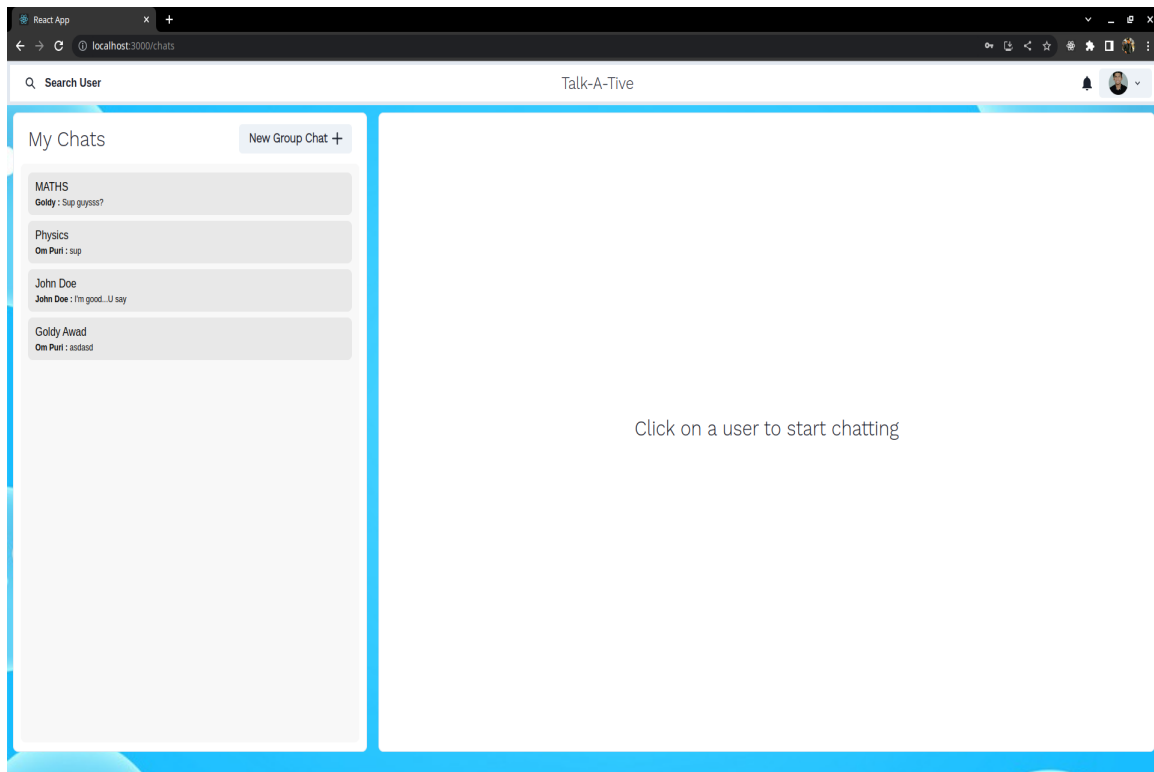 React App
localhost:3000/chats
Search User
Talk-A-Tive
My Chats
New Group Chat +
MATHS
Goldy : Sup guysss?
Physics
Om Puri : sup
John Doe
John Doe : I'm good...U say
Goldy Awad
Om Puri : asdasd
Click on a user to start chatting